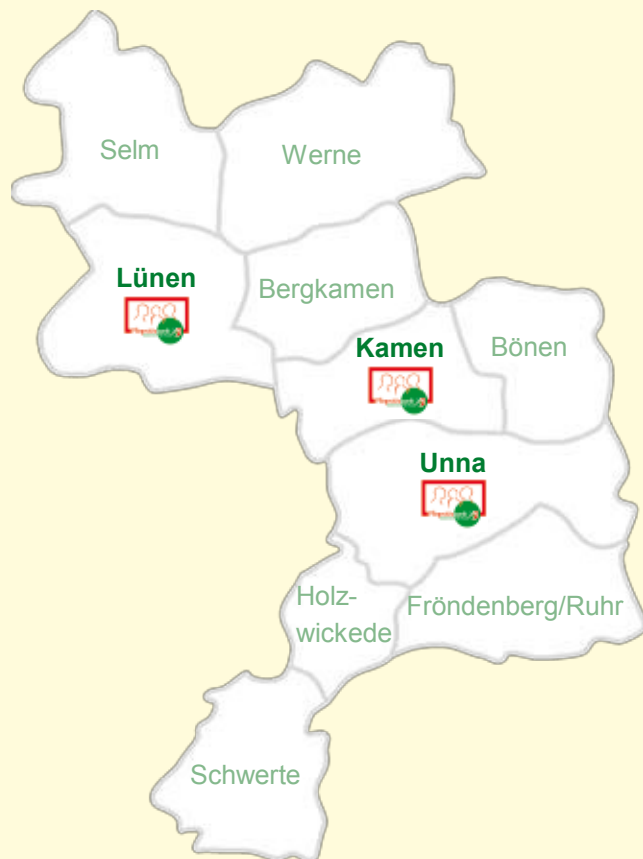 Selm
Werne
Lünen
Bergkamen
Kamen
Bönen
Unna
Holz-
wickede
Fröndenberg/Ruhr
Schwerte